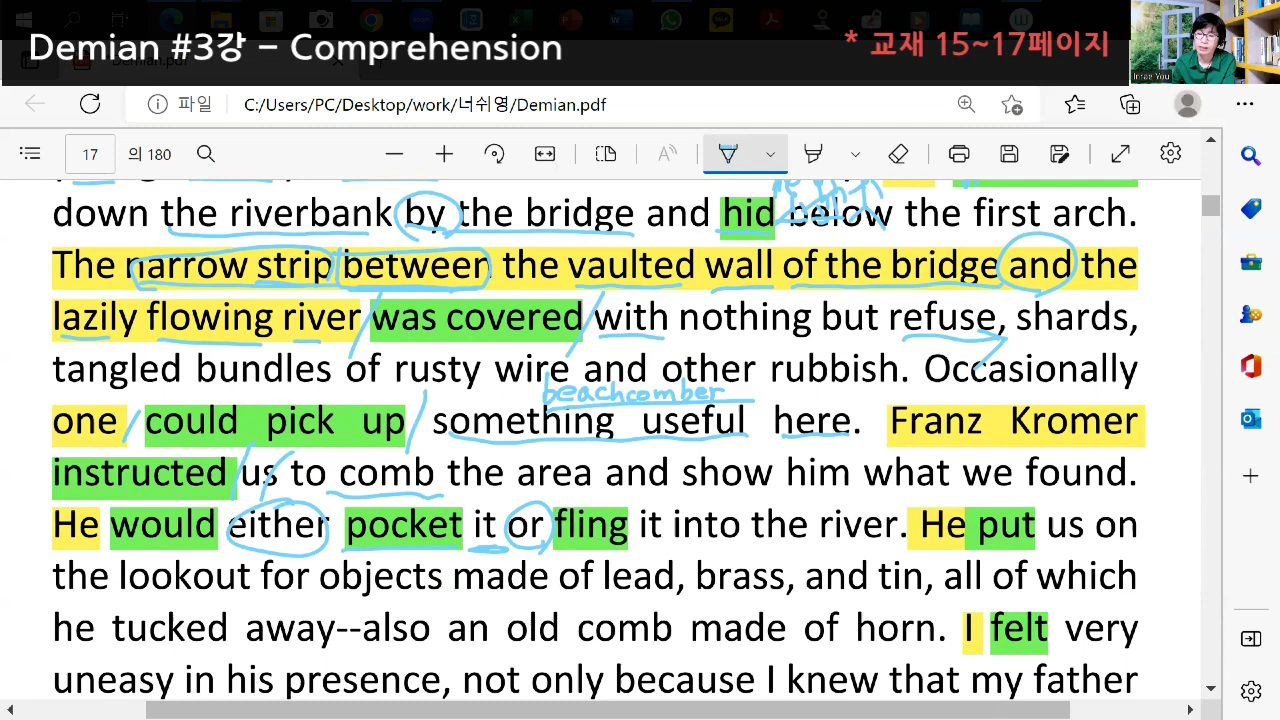 Demian #3강 – Comprehension
* 교재 15~17페이지
Inrae You
파일
C:/Users/PC/Desktop/work/너쉬영/Demian.pdf
17
의 180
down the riverbank by the bridge and hid below the first arch.
The narrow strip between the vaulted wall of the bridge and the
lazily flowing river was covered with nothing but refuse, shards,
tangled bundles of rusty wire and other rubbish. Occasionally
beachcomber
one could pick up something useful here. Franz Kromer
instructed us to comb the area and show him what we found.
He would either pocket it or fling it into the river. He put us on
the lookout for objects made of lead, brass, and tin, all of which
he tucked away--also an old comb made of horn. I felt very
uneasy in his presence, not only because I knew that my father